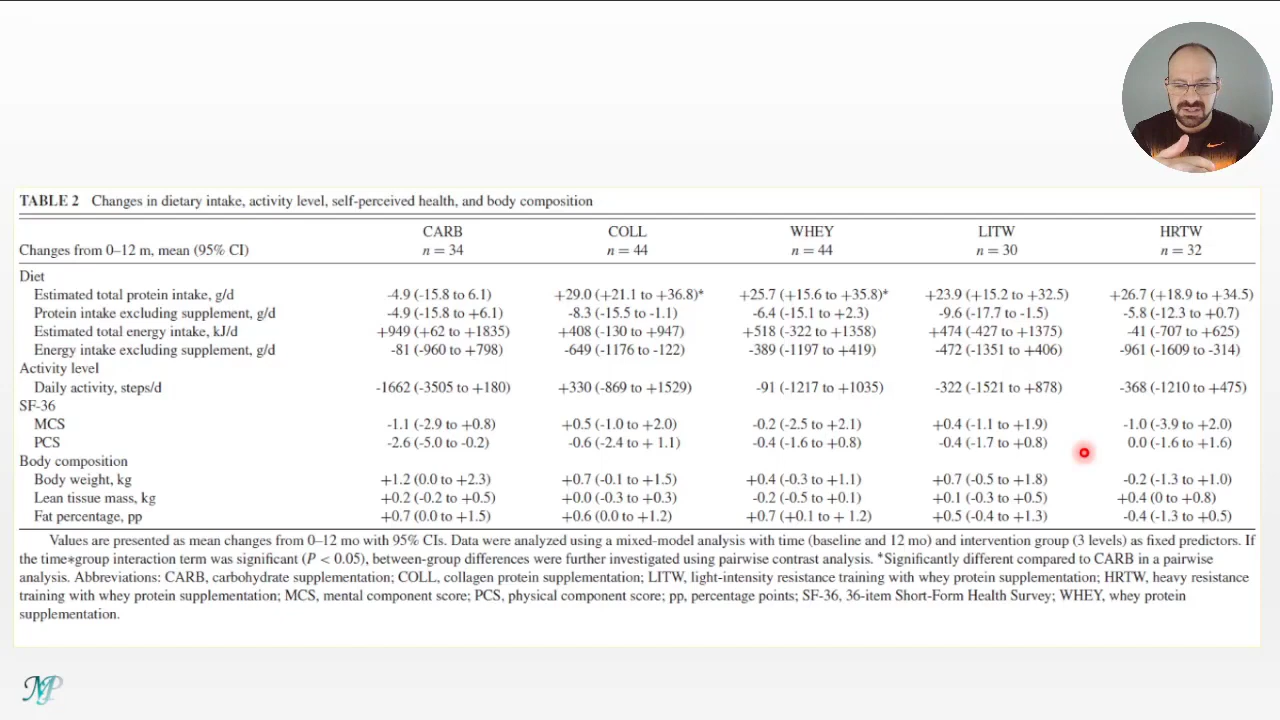 TABLE 2 Changes in dietary intake, activity level, self-perceived health, and body composition
CARB COLL WHEY LITW HRTW
Changes from 0–12 m, mean (95% CI) n = 34 n = 44 n = 44 n = 30 n = 32
Diet
Estimated total protein intake, g/d -4.9 (-15.8 to 6.1) +29.0 (+21.1 to +36.8)* +25.7 (+15.6 to +35.8)* +23.9 (+15.2 to +32.5) +26.7 (+18.9 to +34.5)
Protein intake excluding supplement, g/d -4.9 (-15.8 to +6.1) -8.3 (-15.5 to -1.1) -6.4 (-15.1 to +2.3) -9.6 (-17.7 to -1.5) -5.8 (-12.3 to +0.7)
Estimated total energy intake, kJ/d +949 (+62 to +1835) +408 (-130 to +947) +518 (-322 to +1358) +474 (-427 to +1375) -41 (-707 to +625)
Energy intake excluding supplement, g/d -81 (-960 to +798) -649 (-1176 to -122) -389 (-1197 to +419) -472 (-1351 to +406) -961 (-1609 to -314)
Activity level
Daily activity, steps/d -1662 (-3505 to +180) +330 (-869 to +1529) -91 (-1217 to +1035) -322 (-1521 to +878) -368 (-1210 to +475)
SF-36
MCS -1.1 (-2.9 to +0.8) +0.5 (-1.0 to +2.0) -0.2 (-2.5 to +2.1) +0.4 (-1.1 to +1.9) -1.0 (-3.9 to +2.0)
PCS -2.6 (-5.0 to -0.2) -0.6 (-2.4 to + 1.1) -0.4 (-1.6 to +0.8) -0.4 (-1.7 to +0.8) 0.0 (-1.6 to +1.6)
Body composition
Body weight, kg +1.2 (0.0 to +2.3) +0.7 (-0.1 to +1.5) +0.4 (-0.3 to +1.1) +0.7 (-0.5 to +1.8) -0.2 (-1.3 to +1.0)
Lean tissue mass, kg +0.2 (-0.2 to +0.5) +0.0 (-0.3 to +0.3) -0.2 (-0.5 to +0.1) +0.1 (-0.3 to +0.5) +0.4 (0 to +0.8)
Fat percentage, pp +0.7 (0.0 to +1.5) +0.6 (0.0 to +1.2) +0.7 (+0.1 to + 1.2) +0.5 (-0.4 to +1.3) -0.4 (-1.3 to +0.5)
Values are presented as mean changes from 0–12 mo with 95% CIs. Data were analyzed using a mixed-model analysis with time (baseline and 12 mo) and intervention group (3 levels) as fixed predictors. If
the time*group interaction term was significant (P < 0.05), between-group differences were further investigated using pairwise contrast analysis. *Significantly different compared to CARB in a pairwise
analysis. Abbreviations: CARB, carbohydrate supplementation; COLL, collagen protein supplementation; LITW, light-intensity resistance training with whey protein supplementation; HRTW, heavy resistance
training with whey protein supplementation; MCS, mental component score; PCS, physical component score; pp, percentage points; SF-36, 36-item Short-Form Health Survey; WHEY, whey protein
supplementation.